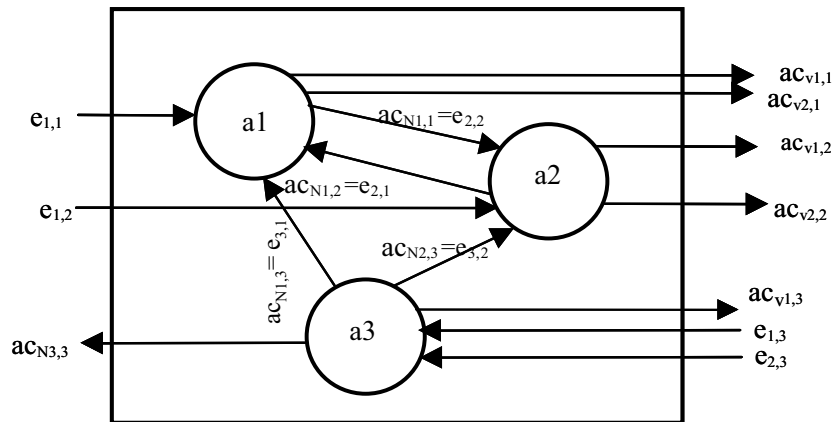 ac_v1,1
ac_v2,1
e_1,1
a1
ac_N1,1=e_2,2
ac_v1,2
a2
ac_N1,2=e_2,1
e_1,2
ac_v2,2
ac_N1,3=e_3,1
ac_N2,3=e_3,2
ac_v1,3
a3
e_1,3
ac_N3,3
e_2,3